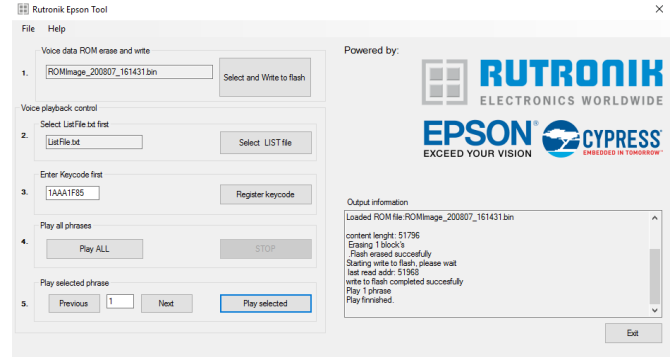 Rutronik Epson Tool
File Help
Voice data ROM erase and write
1. ROMImage_200807_161431.bin Select and Write to flash
Voice playback control
Select ListFile.txt first
2. ListFile.txt Select LIST file
Enter Keycode first
3. 1AAA1F85 Register keycode
Play all phrases
4. Play ALL STOP
Play selected phrase
5. Previous 1 Next Play selected
Powered by:
RUTRONIK
ELECTRONICS WORLDWIDE
EPSON®
EXCEED YOUR VISION
CYPRESS
EMBEDDED IN TOMORROW™
Output information
Loaded ROM file:ROMImage_200807_161431.bin
content lenght: 51796
Erasing 1 block's
.Flash erased succesfully
Starting write to flash, please wait
last read addr: 51968
write to flash completed succesfully
Play 1 phrase
Play finnished.
Exit